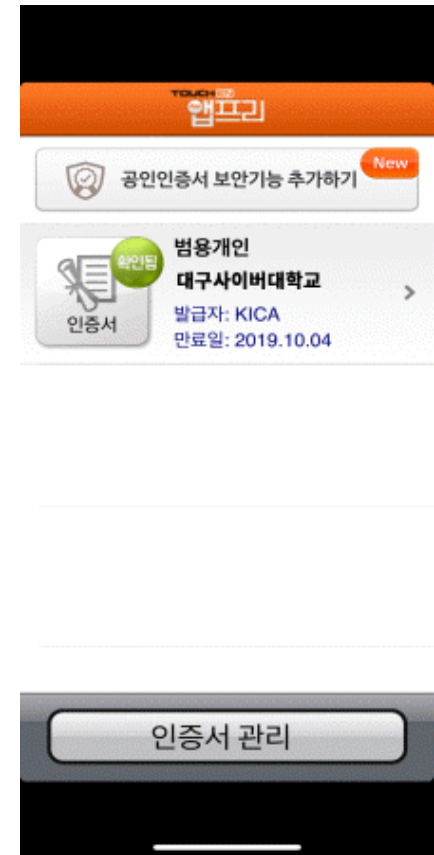 TOUCH en
앱프리
공인인증서 보안기능 추가하기
New
확인됨
인증서
범용개인
대구사이버대학교
발급자: KICA
만료일: 2019.10.04
인증서 관리